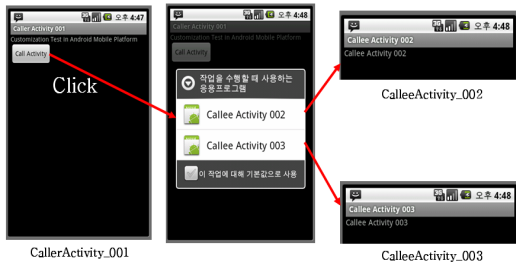 오후 4:47
Caller Activity 001
Customization Test in Android Mobile Platform
Call Activity
Click
CallerActivity_001
3G
오후 4:48
Caller Activity 001
Customization Test in Android Mobile Platform
Call Activity
작업을 수행할 때 사용하는
응용프로그램
Callee Activity 002
Callee Activity 003
이 작업에 대해 기본값으로 사용
3G
오후 4:48
Callee Activity 002
Callee Activity 002
CalleeActivity_002
3G
오후 4:48
Callee Activity 003
Callee Activity 003
CalleeActivity_003